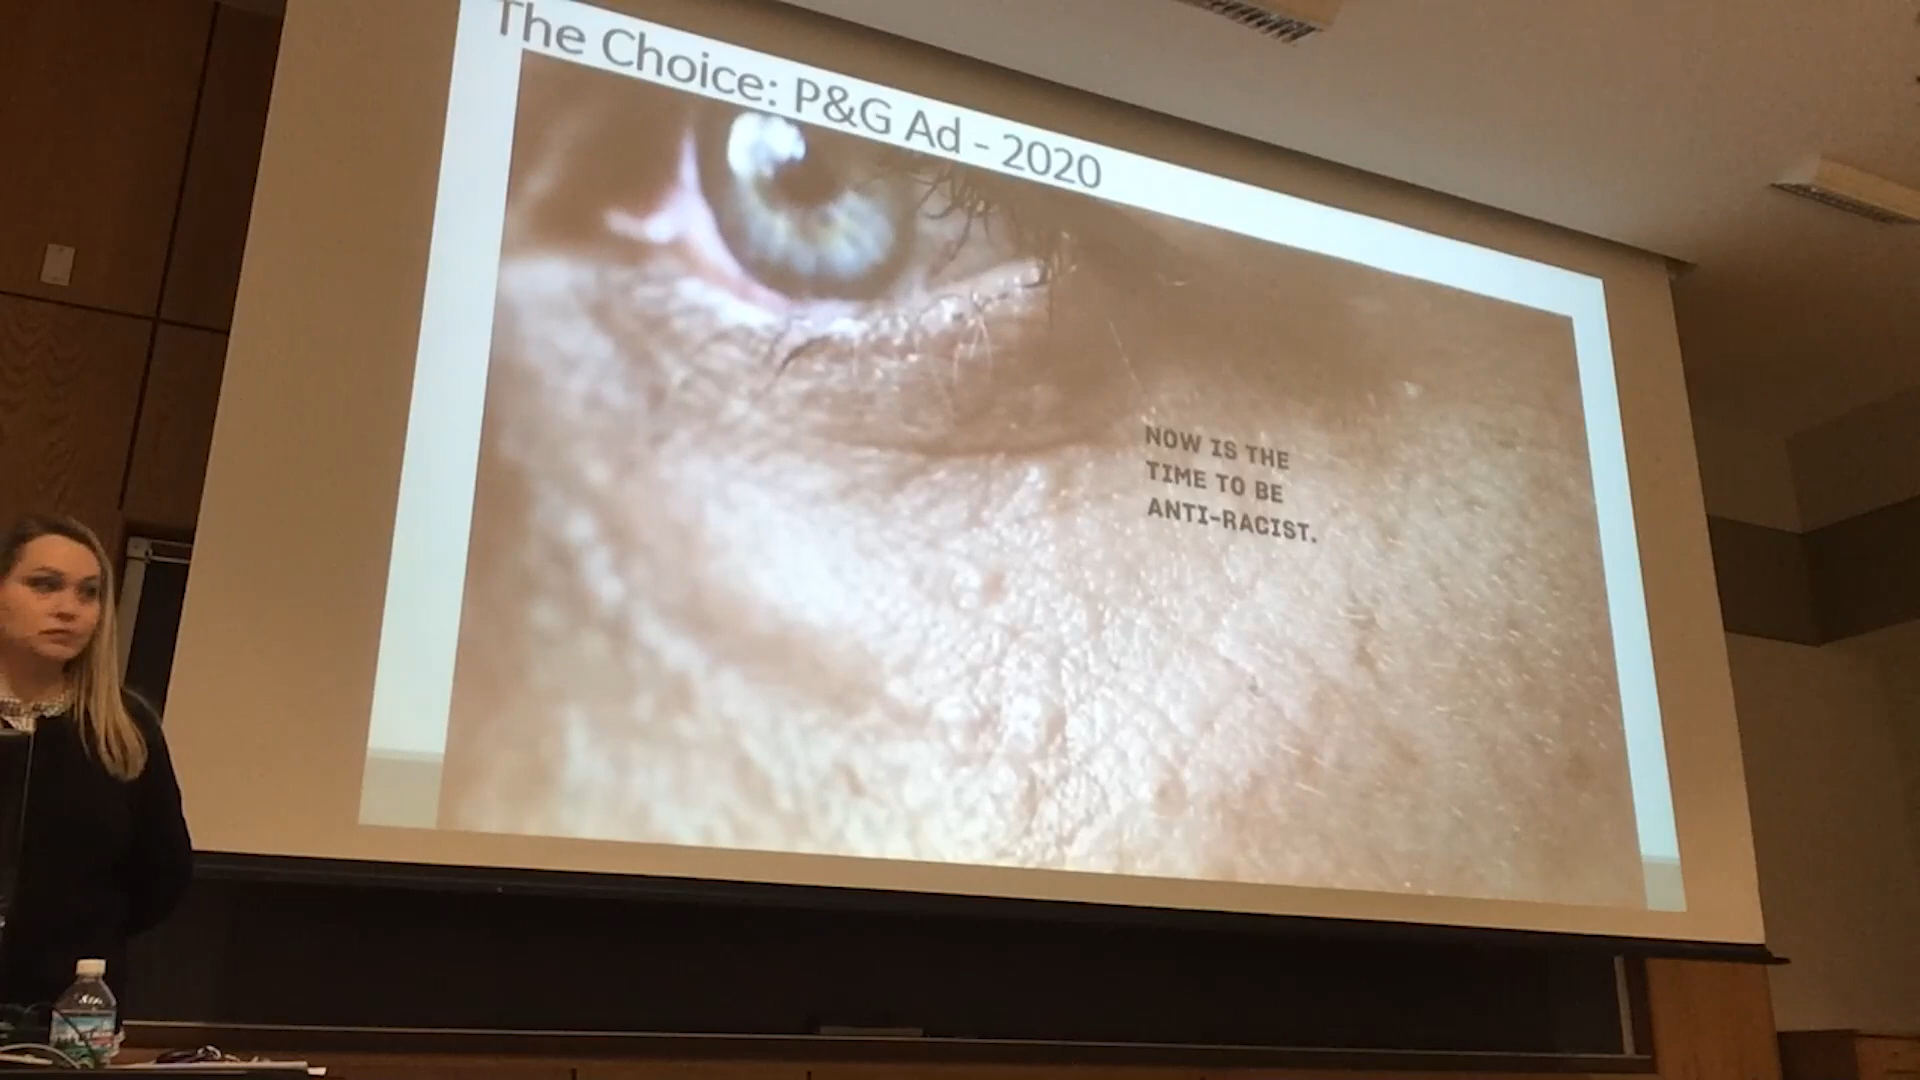 The Choice: P&G Ad - 2020
NOW IS THE
TIME TO BE
ANTI-RACIST.